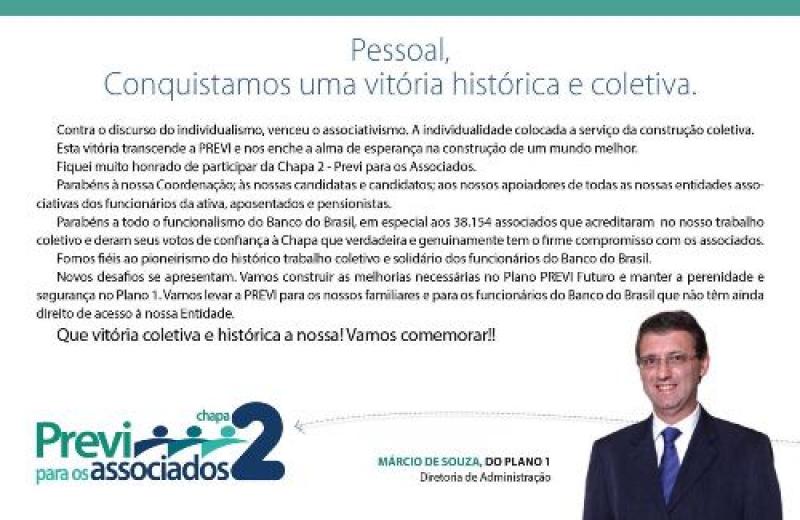 Pessoal,
Conquistamos uma vitória histórica e coletiva.
Contra o discurso do individualismo, venceu o associativismo. A individualidade colocada a serviço da construção coletiva.
Esta vitória transcende a PREVI e nos enche a alma de esperança na construção de um mundo melhor.
Fiquei muito honrado de participar da Chapa 2 - Previ para os Associados.
Parabéns à nossa Coordenação; às nossas candidatas e candidatos; aos nossos apoiadores de todas as nossas entidades asso-
ciativas dos funcionários da ativa, aposentados e pensionistas.
Parabéns a todo o funcionalismo do Banco do Brasil, em especial aos 38.154 associados que acreditaram no nosso trabalho
coletivo e deram seus votos de confiança à Chapa que verdadeira e genuinamente tem o firme compromisso com os associados.
Fomos fiéis ao pioneirismo do histórico trabalho coletivo e solidário dos funcionários do Banco do Brasil.
Novos desafios se apresentam. Vamos construir as melhorias necessárias no Plano PREVI Futuro e manter a perenidade e
segurança no Plano 1. Vamos levar a PREVI para os nossos familiares e para os funcionários do Banco do Brasil que não têm ainda
direito de acesso à nossa Entidade.
Que vitória coletiva e histórica a nossa! Vamos comemorar!!
chapa
Previ 2
para os associados
MÁRCIO DE SOUZA, DO PLANO 1
Diretoria de Administração